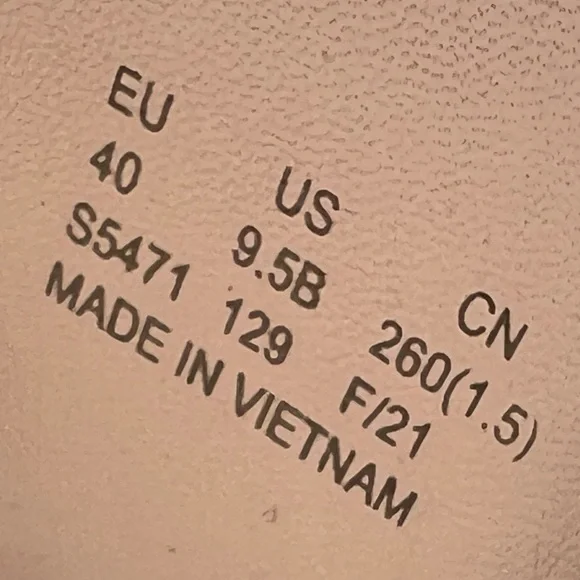 EU US CN
40 9.5B 260(1.5)
S5471 129 F/21
MADE IN VIETNAM